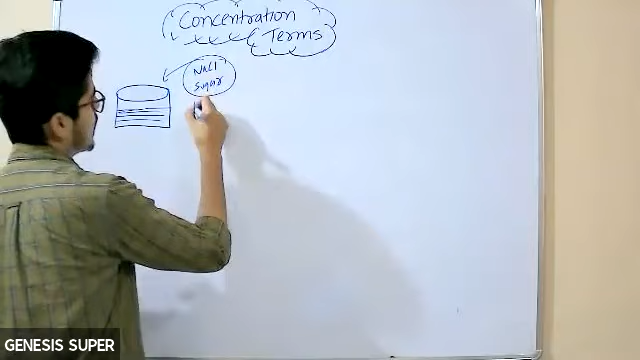 Concentration
Terms
NaCl
Sugar
GENESIS SUPER